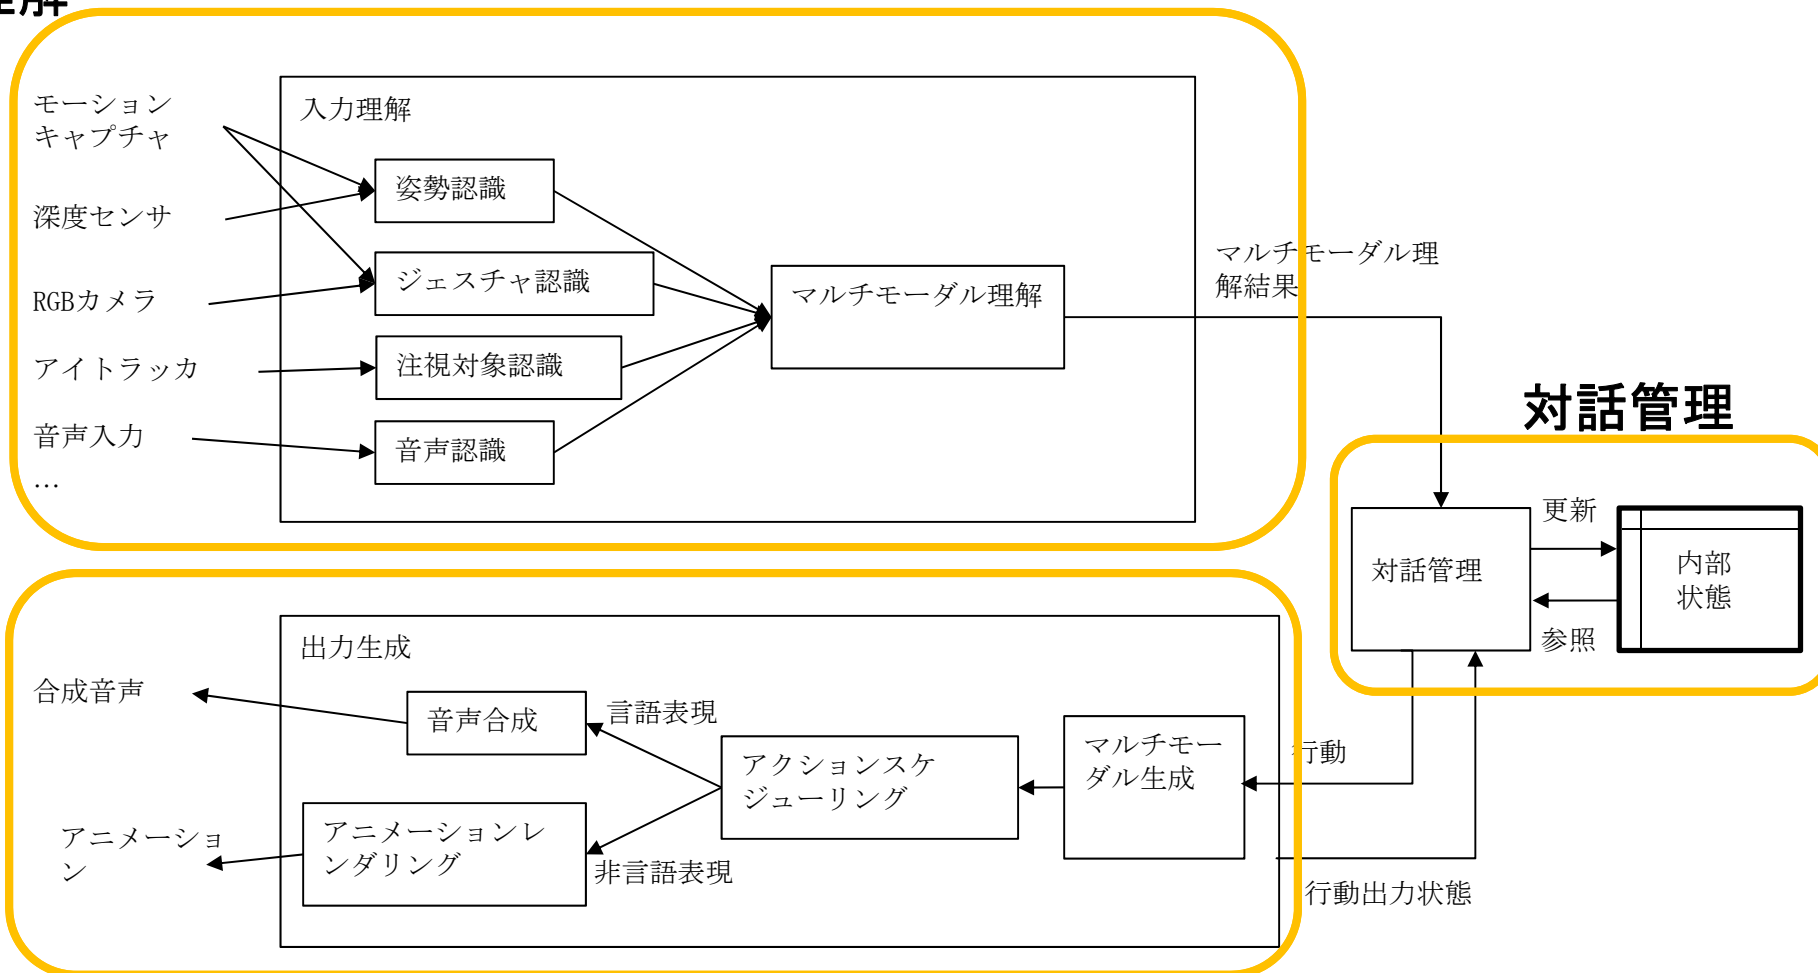 理解
モーション
キャプチャ
深度センサ
RGBカメラ
アイトラッカ
音声入力
…
入力理解
姿勢認識
ジェスチャ認識
注視対象認識
音声認識
マルチモーダル理解
マルチモーダル理
解結果
対話管理
対話管理
更新
参照
内部
状態
出力生成
合成音声
アニメーショ
ン
音声合成
アニメーションレ
ンダリング
言語表現
非言語表現
アクションスケ
ジューリング
マルチモー
ダル生成
行動
行動出力状態